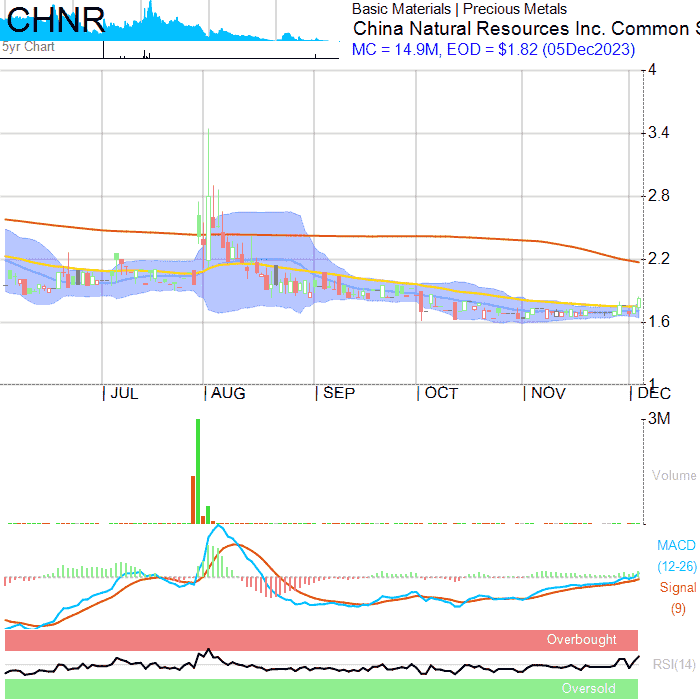 CHNR
5yr Chart
Basic Materials | Precious Metals
China Natural Resources Inc. Common S
MC = 14.9M, EOD = $1.82 (05Dec2023)
4
3.4
2.8
2.2
1.6
1
JUL AUG SEP OCT NOV DEC
3M
Volume
MACD
(12-26)
Signal
(9)
Overbought
RSI(14)
Oversold